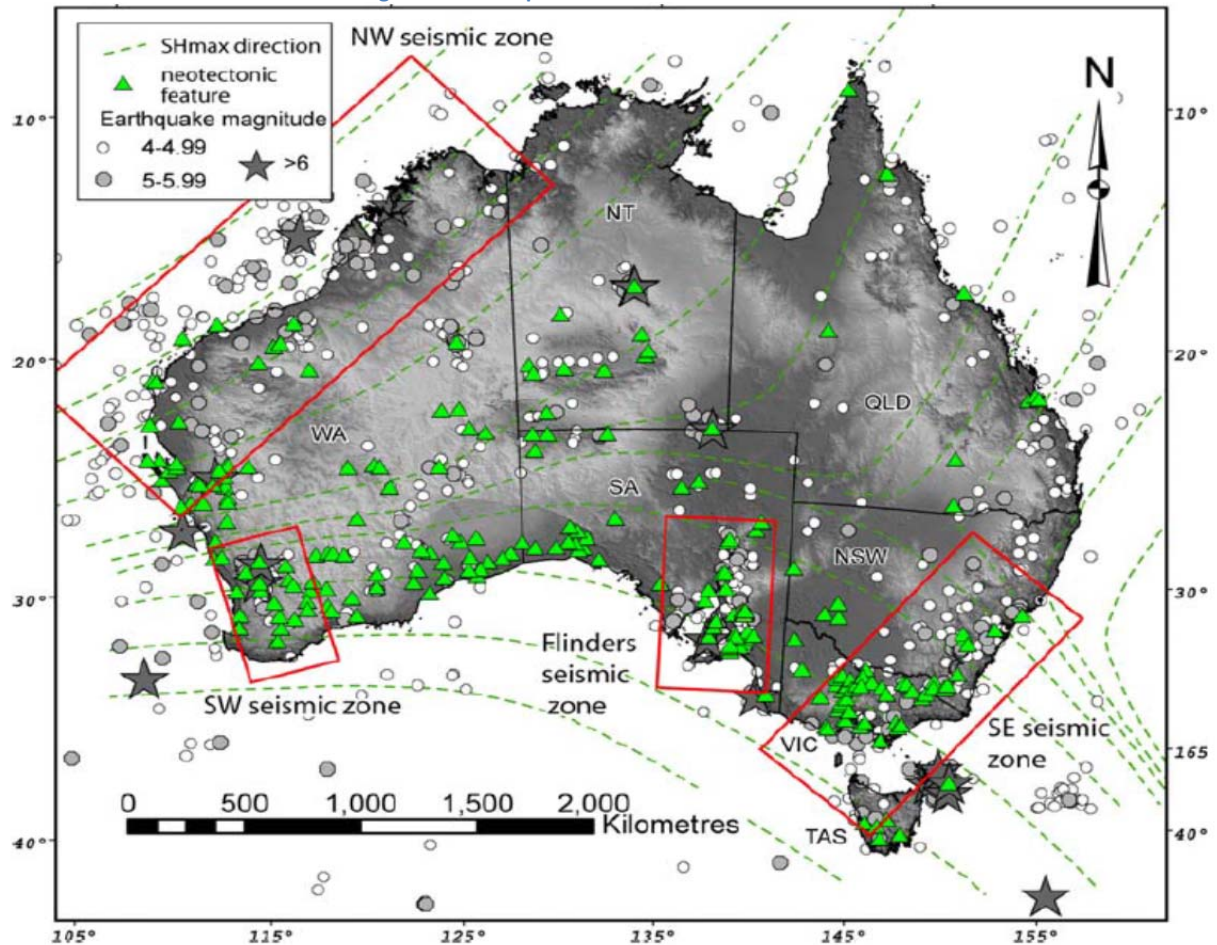 SHmax direction
neotectonic
feature
Earthquake magnitude
4-4.99
5-5.99
>6
NW seismic zone
N
10°
10°
NT
20°
20°
WA
QLD
SA
NSW
30°
30°
Flinders
seismic
zone
SW seismic zone
VIC
SE seismic
zone
165
0 500 1,000 1,500 2,000
Kilometres
TAS
40°
40°
105° 115° 125° 135° 145° 155°